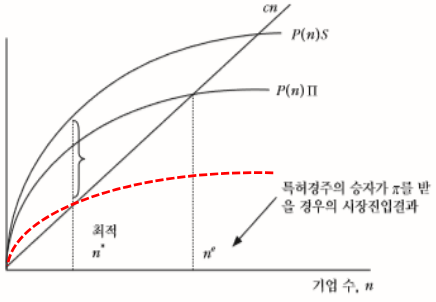 cn
P(n)S
P(n)Π
특허경주의 승자가 π를 받
을 경우의 시장진입결과
최적
n* nᵉ
기업 수, n